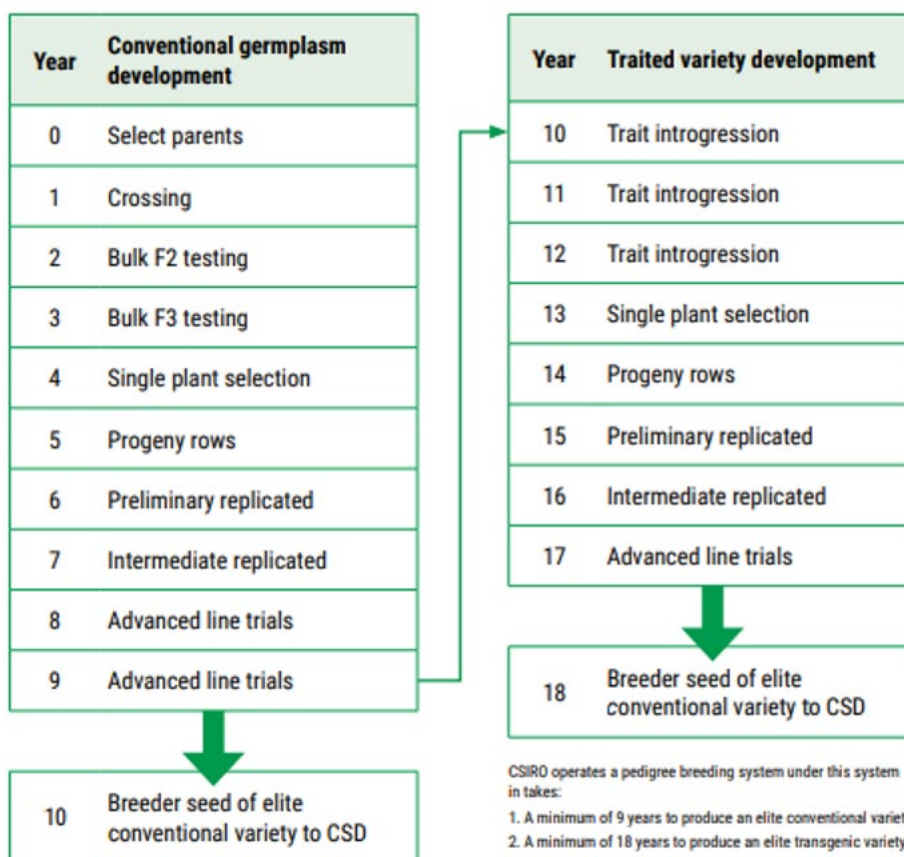 Year Conventional germplasm
development
0 Select parents
1 Crossing
2 Bulk F2 testing
3 Bulk F3 testing
4 Single plant selection
5 Progeny rows
6 Preliminary replicated
7 Intermediate replicated
8 Advanced line trials
9 Advanced line trials
10 Breeder seed of elite
conventional variety to CSD
Year Traited variety development
10 Trait introgression
11 Trait introgression
12 Trait introgression
13 Single plant selection
14 Progeny rows
15 Preliminary replicated
16 Intermediate replicated
17 Advanced line trials
18 Breeder seed of elite
conventional variety to CSD
CSIRO operates a pedigree breeding system under this system
in takes:
1. A minimum of 9 years to produce an elite conventional variet
2. A minimum of 18 years to produce an elite transgenic variety